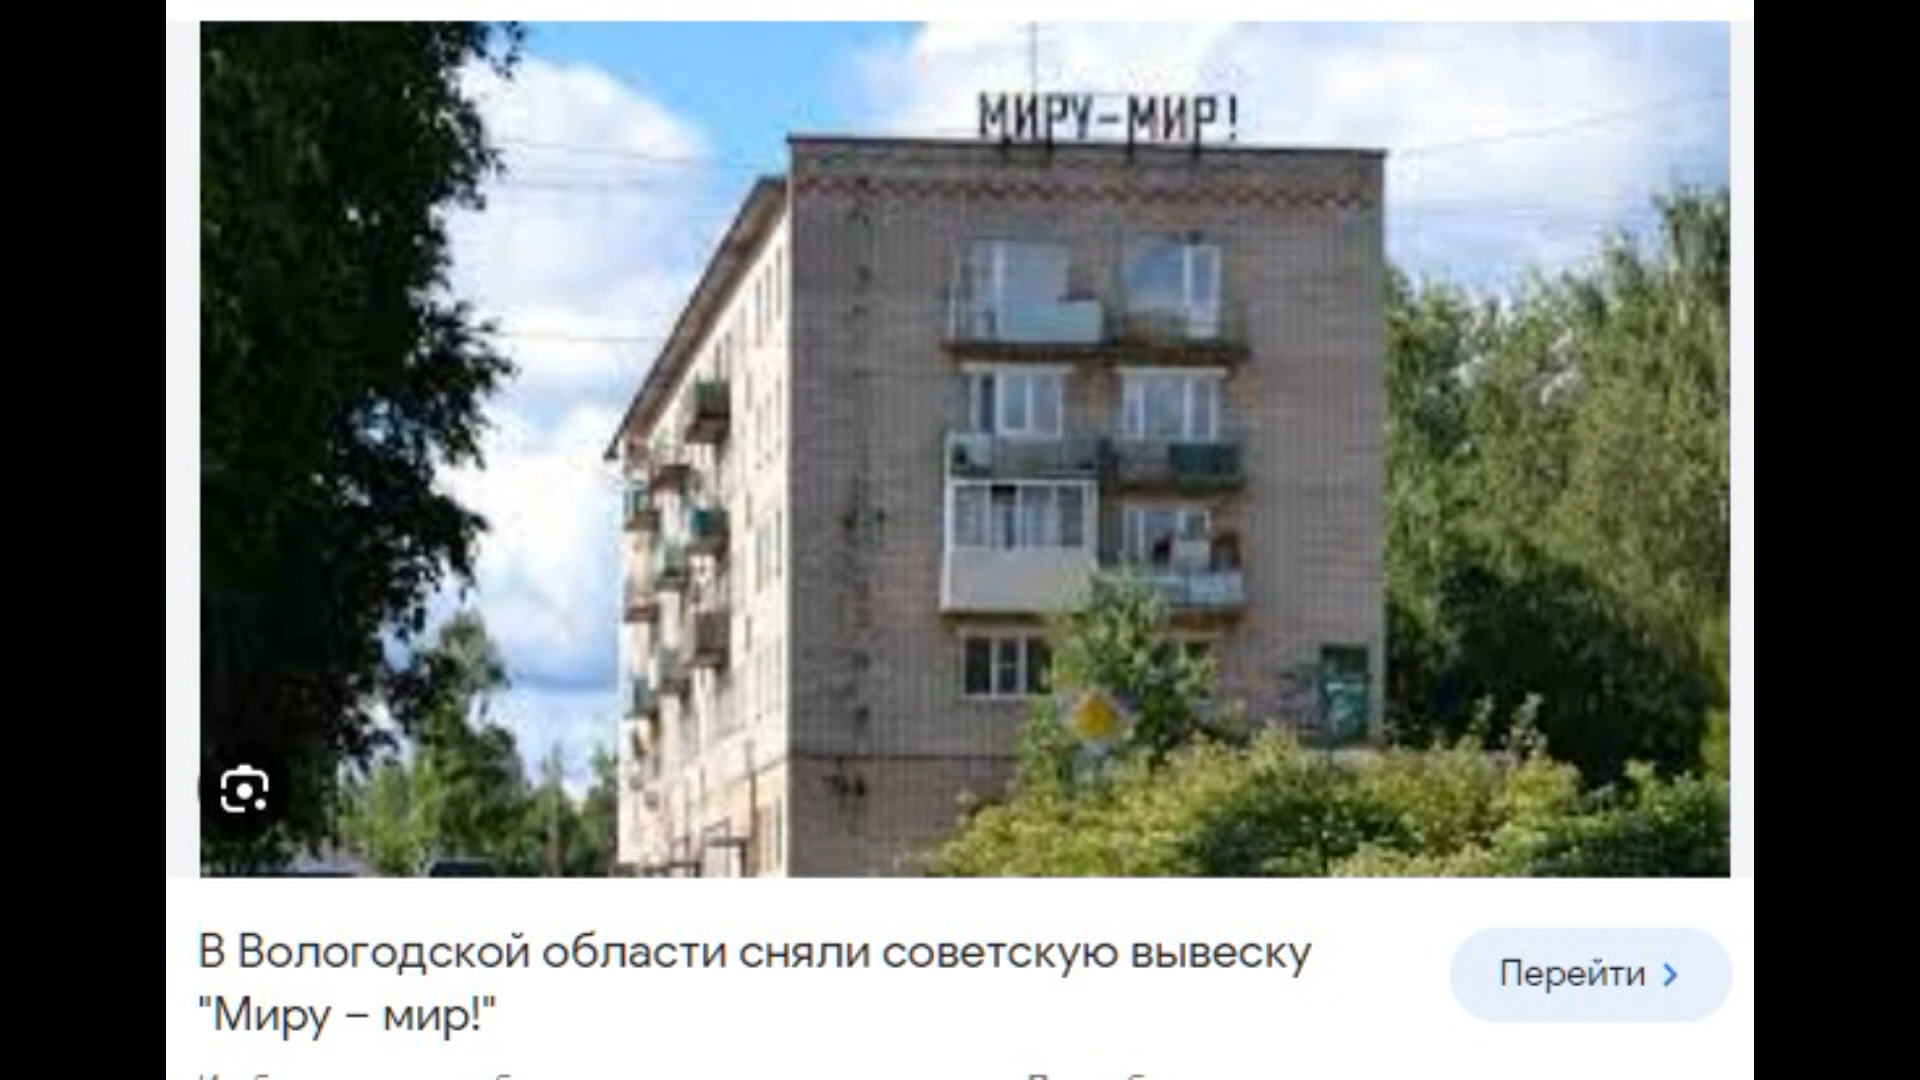 МИРУ-МИР!
В Вологодской области сняли советскую вывеску
"Миру – мир!"
Перейти